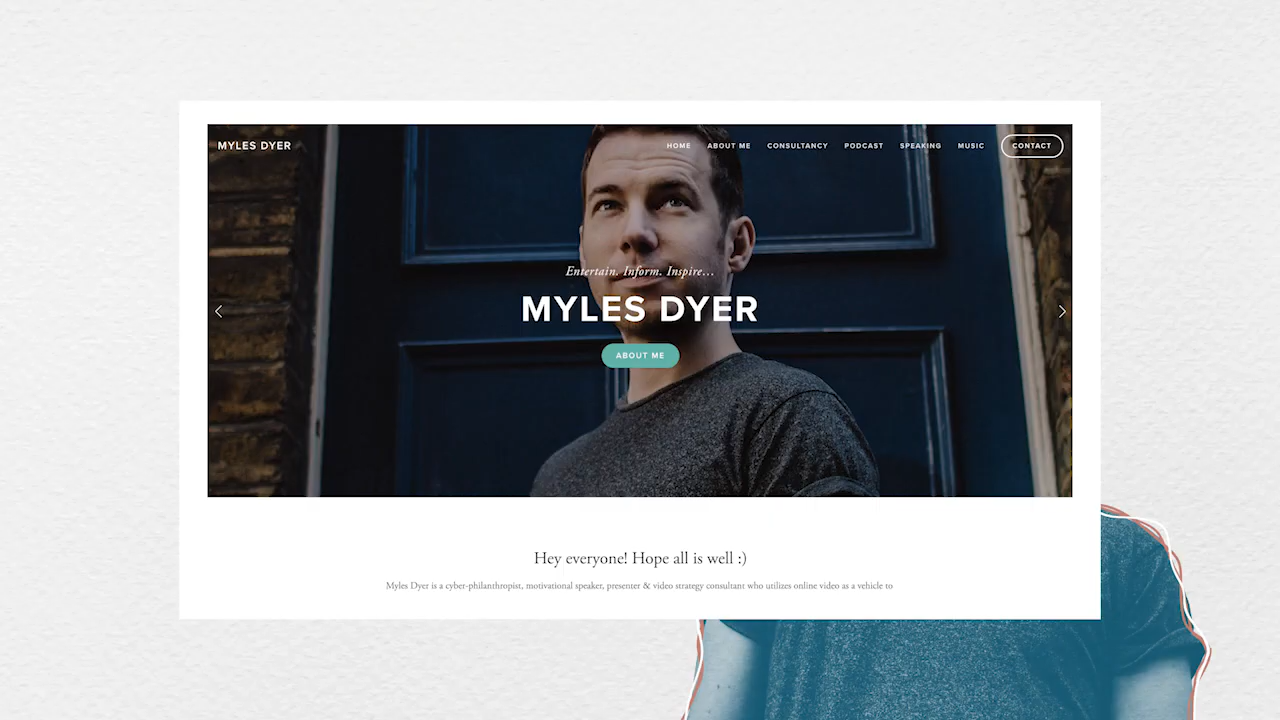 MYLES DYER
HOME ABOUT ME CONSULTANCY PODCAST SPEAKING MUSIC CONTACT
Entertain. Inform. Inspire...
MYLES DYER
ABOUT ME
Hey everyone! Hope all is well :)
Myles Dyer is a cyber-philanthropist, motivational speaker, presenter & video strategy consultant who utilizes online video as a vehicle to